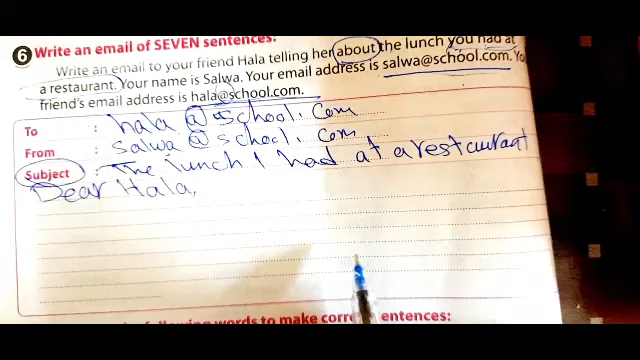 6 Write an email of SEVEN sentences:
Write an email to your friend Hala telling her about the lunch you had at
a restaurant. Your name is Salwa. Your email address is salwa@school.com. Yo
friend's email address is hala@school.com.
To : hala @ school.com
From : salwa @ school.com
Subject : The lunch I had at a restaurant
Dear Hala,
following words to make corre entences: